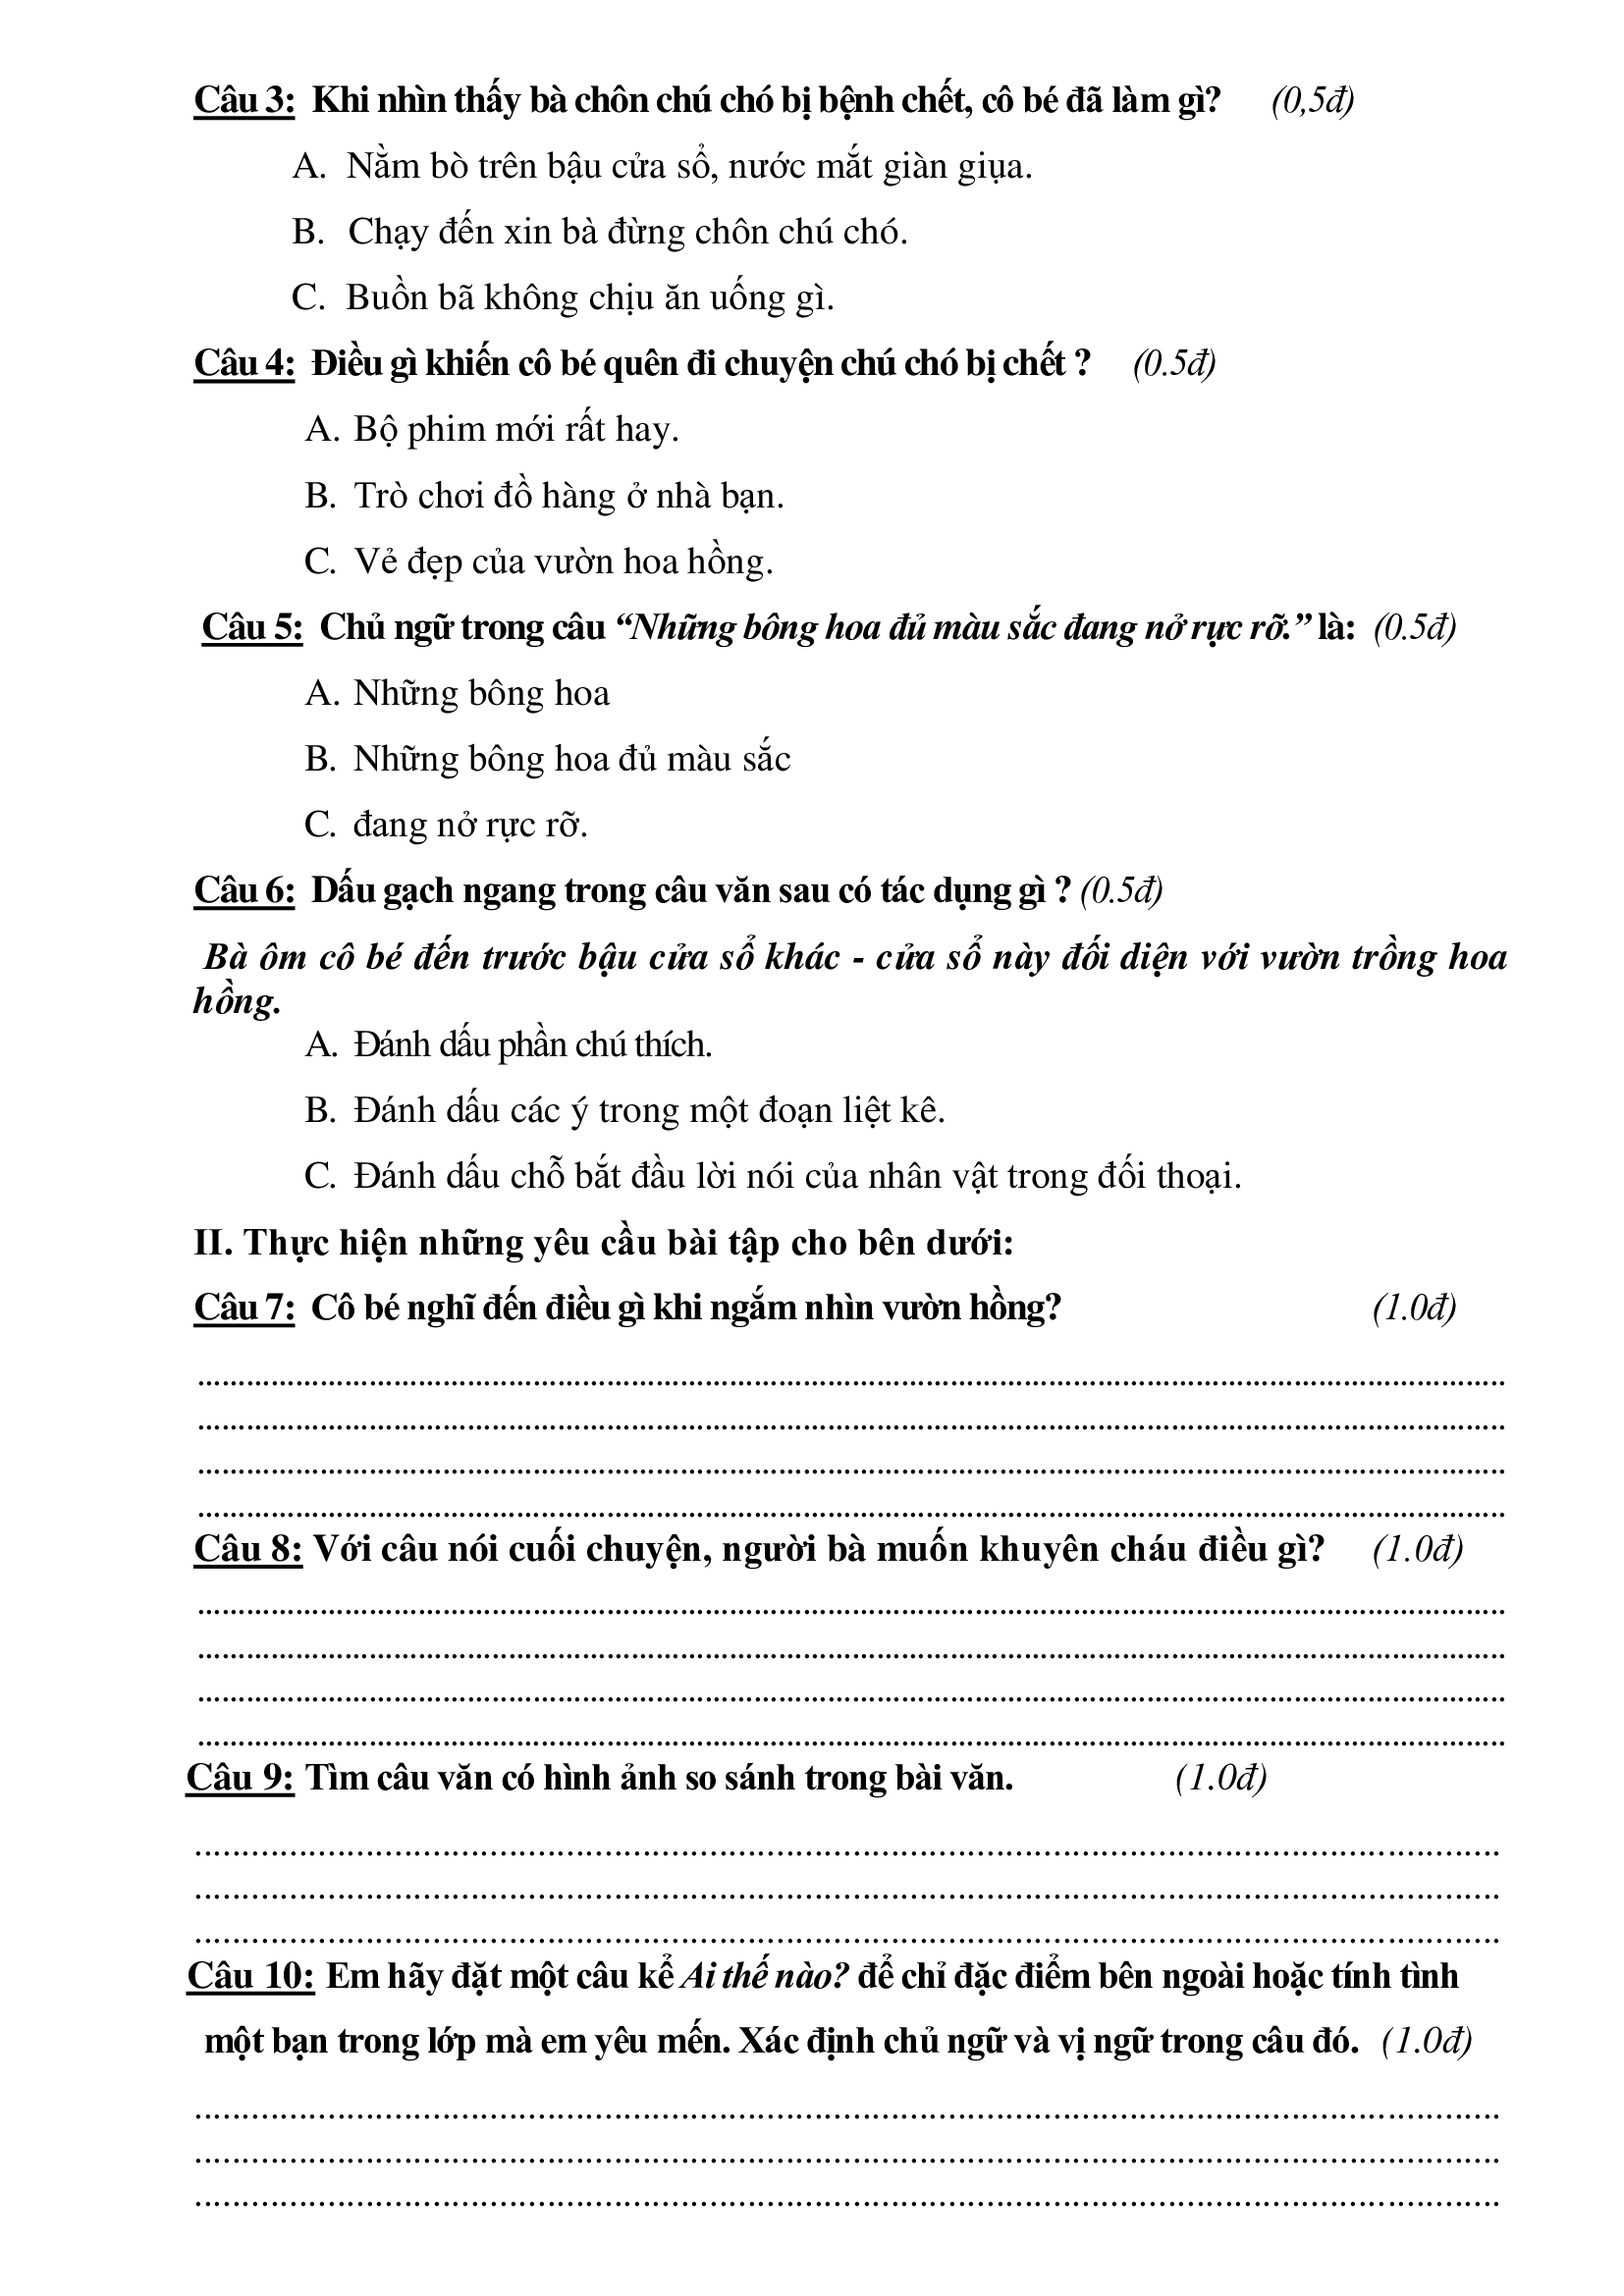 Câu 3: Khi nhìn thấy bà chôn chú chó bị bệnh chết, cô bé đã làm gì? (0,5đ)
A. Nằm bò trên bậu cửa sổ, nước mắt giàn giụa.
B. Chạy đến xin bà đừng chôn chú chó.
C. Buồn bã không chịu ăn uống gì.
Câu 4: Điều gì khiến cô bé quên đi chuyện chú chó bị chết ? (0.5đ)
A. Bộ phim mới rất hay.
B. Trò chơi đồ hàng ở nhà bạn.
C. Vẻ đẹp của vườn hoa hồng.
Câu 5: Chủ ngữ trong câu “Những bông hoa đủ màu sắc đang nở rực rỡ.” là: (0.5đ)
A. Những bông hoa
B. Những bông hoa đủ màu sắc
C. đang nở rực rỡ.
Câu 6: Dấu gạch ngang trong câu văn sau có tác dụng gì ? (0.5đ)
Bà ôm cô bé đến trước bậu cửa sổ khác - cửa sổ này đối diện với vườn trồng hoa
hồng.
A. Đánh dấu phần chú thích.
B. Đánh dấu các ý trong một đoạn liệt kê.
C. Đánh dấu chỗ bắt đầu lời nói của nhân vật trong đối thoại.
II. Thực hiện những yêu cầu bài tập cho bên dưới:
Câu 7: Cô bé nghĩ đến điều gì khi ngắm nhìn vườn hồng? (1.0đ)
Câu 8: Với câu nói cuối chuyện, người bà muốn khuyên cháu điều gì? (1.0đ)
Câu 9: Tìm câu văn có hình ảnh so sánh trong bài văn. (1.0đ)
Câu 10: Em hãy đặt một câu kể Ai thế nào? để chỉ đặc điểm bên ngoài hoặc tính tình
một bạn trong lớp mà em yêu mến. Xác định chủ ngữ và vị ngữ trong câu đó. (1.0đ)